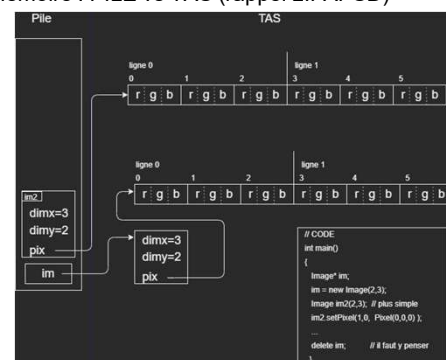 Pile
TAS
ligne 0
ligne 1
0 1 2 3 4 5
r g b r g b r g b r g b r g b r g b
ligne 0
ligne 1
0 1 2 3 4 5
r g b r g b r g b r g b r g b r g b
im2
dimx=3
dimy=2
pix
im
dimx=3
dimy=2
pix
// CODE
int main()
{
Image* im;
im = new Image(2,3);
Image im2(2,3); // plus simple
im2.setPixel(1,0, Pixel(0,0,0) );
...
delete im; // il faut y penser
}